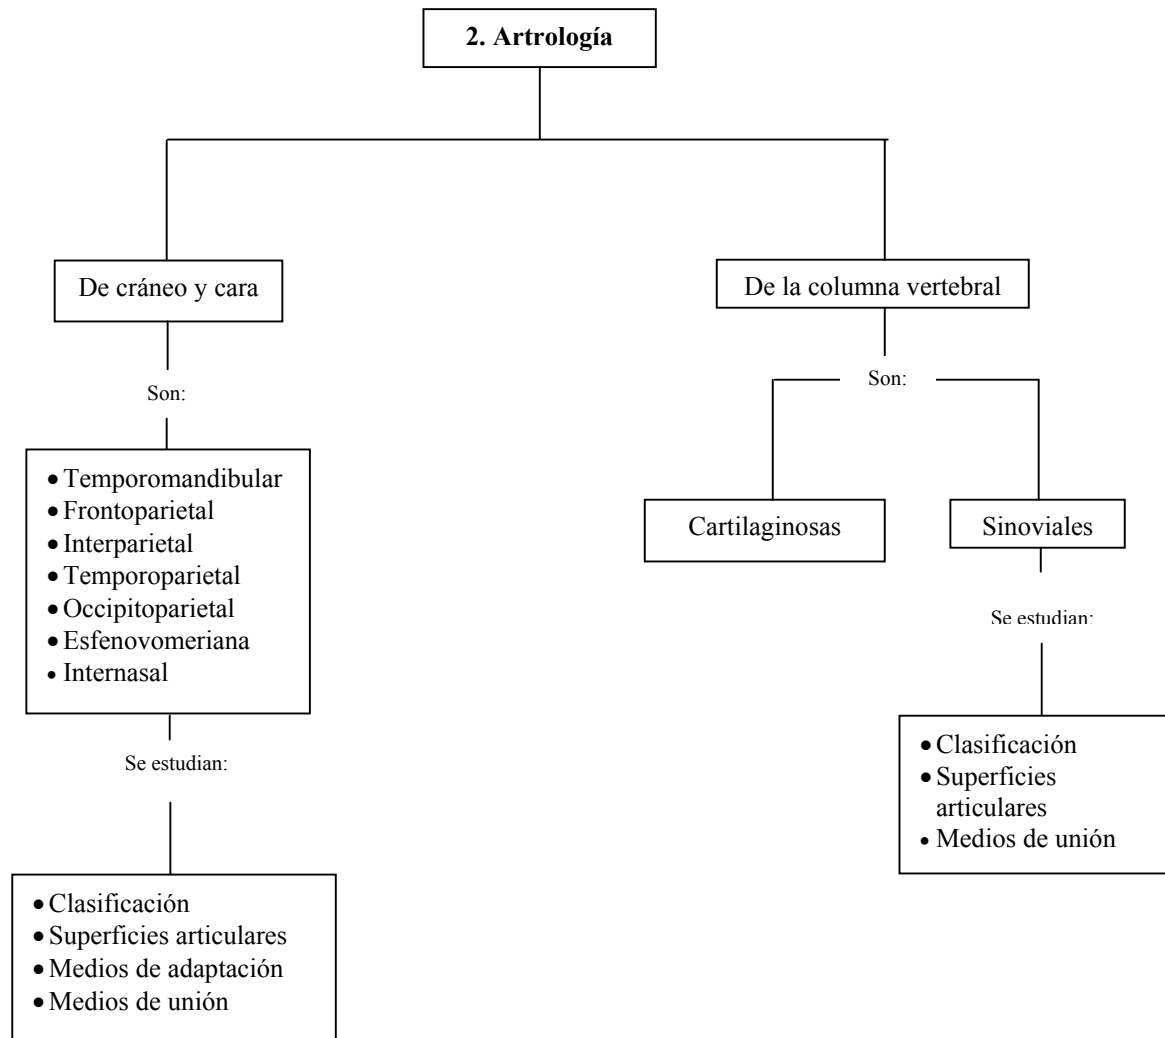 2. Artrología
De cráneo y cara
Son:
• Temporomandibular
• Frontoparietal
• Interparietal
• Temporoparietal
• Occipitoparietal
• Esfenovomeriana
• Internasal
Se estudian:
• Clasificación
• Superficies articulares
• Medios de adaptación
• Medios de unión
De la columna vertebral
Son:
Cartilaginosas
Sinoviales
Se estudian:
• Clasificación
• Superficies
articulares
• Medios de unión